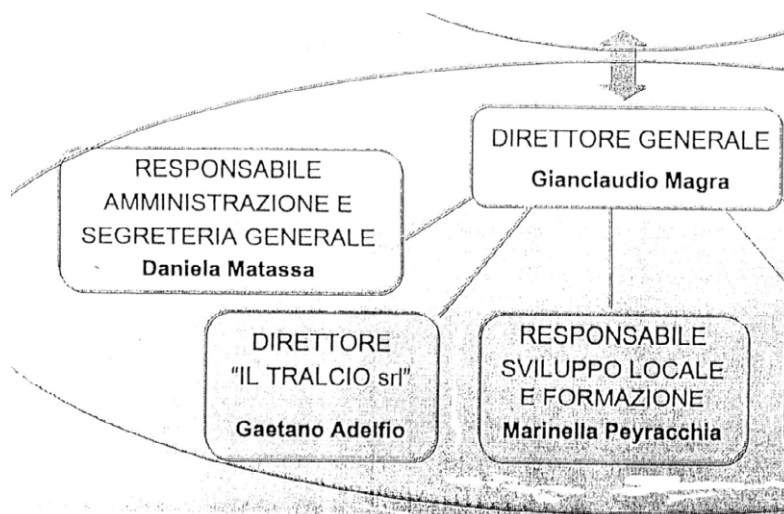 DIRETTORE GENERALE
Gianclaudio Magra
RESPONSABILE
AMMINISTRAZIONE E
SEGRETERIA GENERALE
Daniela Matassa
DIRETTORE
"IL TRALCIO srl"
Gaetano Adelfio
RESPONSABILE
SVILUPPO LOCALE
E FORMAZIONE
Marinella Peyracchia